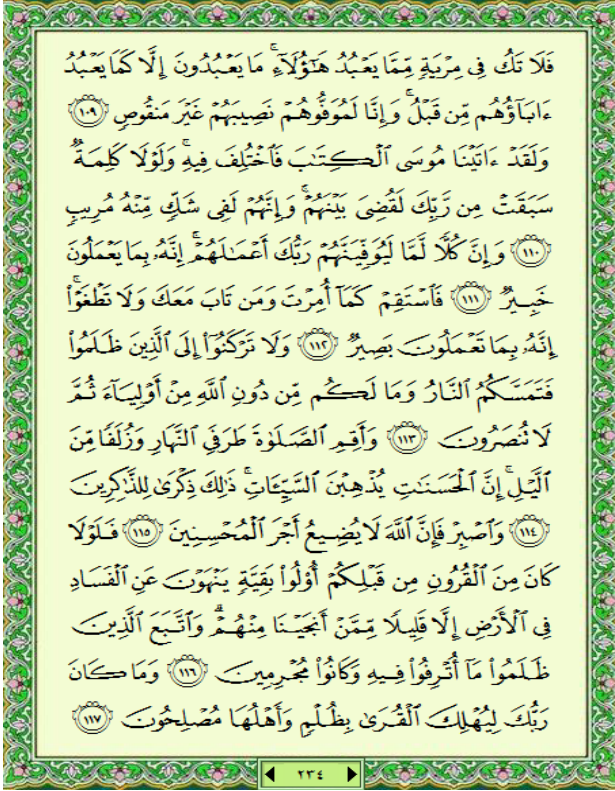 فَلَا تَكُ فِي مِرْيَةٍ مِّمَّا يَعْبُدُ هَٰٓؤُلَآءِ ۚ مَا يَعْبُدُونَ إِلَّا كَمَا يَعْبُدُ
ءَابَآؤُهُم مِّن قَبْلُ ۚ وَإِنَّا لَمُوَفُّوهُمْ نَصِيبَهُمْ غَيْرَ مَنقُوصٍ ١٠٩
وَلَقَدْ ءَاتَيْنَا مُوسَى ٱلْكِتَٰبَ فَٱخْتُلِفَ فِيهِ ۚ وَلَوْلَا كَلِمَةٌ
سَبَقَتْ مِن رَّبِّكَ لَقُضِيَ بَيْنَهُمْ ۚ وَإِنَّهُمْ لَفِي شَكٍّ مِّنْهُ مُرِيبٍ
١١٠ وَإِنَّ كُلًّا لَّمَّا لَيُوَفِّيَنَّهُمْ رَبُّكَ أَعْمَٰلَهُمْ ۚ إِنَّهُۥ بِمَا يَعْمَلُونَ
خَبِيرٌ ١١١ فَٱسْتَقِمْ كَمَآ أُمِرْتَ وَمَن تَابَ مَعَكَ وَلَا تَطْغَوْا۟ ۚ
إِنَّهُۥ بِمَا تَعْمَلُونَ بَصِيرٌ ١١٢ وَلَا تَرْكَنُوٓا۟ إِلَى ٱلَّذِينَ ظَلَمُوا۟
فَتَمَسَّكُمُ ٱلنَّارُ وَمَا لَكُم مِّن دُونِ ٱللَّهِ مِنْ أَوْلِيَآءَ ثُمَّ
لَا تُنصَرُونَ ١١٣ وَأَقِمِ ٱلصَّلَوٰةَ طَرَفَيِ ٱلنَّهَارِ وَزُلَفًا مِّنَ
ٱلَّيْلِ ۚ إِنَّ ٱلْحَسَنَٰتِ يُذْهِبْنَ ٱلسَّيِّـَٔاتِ ۚ ذَٰلِكَ ذِكْرَىٰ لِلذَّٰكِرِينَ
١١٤ وَٱصْبِرْ فَإِنَّ ٱللَّهَ لَا يُضِيعُ أَجْرَ ٱلْمُحْسِنِينَ ١١٥ فَلَوْلَا
كَانَ مِنَ ٱلْقُرُونِ مِن قَبْلِكُمْ أُو۟لُوا۟ بَقِيَّةٍ يَنْهَوْنَ عَنِ ٱلْفَسَادِ
فِي ٱلْأَرْضِ إِلَّا قَلِيلًا مِّمَّنْ أَنجَيْنَا مِنْهُمْ ۗ وَٱتَّبَعَ ٱلَّذِينَ
ظَلَمُوا۟ مَآ أُتْرِفُوا۟ فِيهِ وَكَانُوا۟ مُجْرِمِينَ ١١٦ وَمَا كَانَ
رَبُّكَ لِيُهْلِكَ ٱلْقُرَىٰ بِظُلْمٍ وَأَهْلُهَا مُصْلِحُونَ ١١٧
٢٣٤